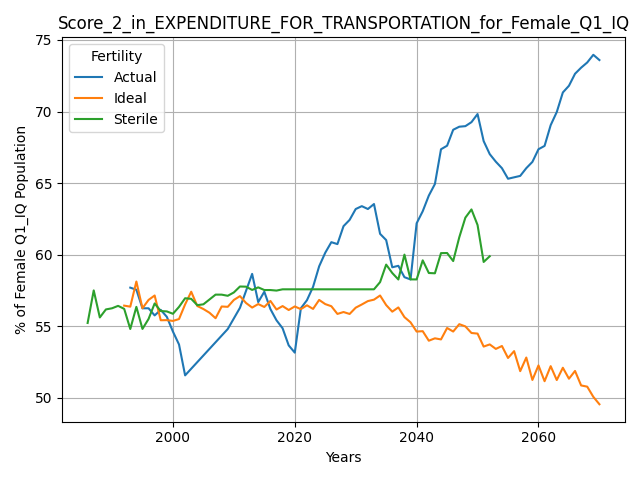 Score_2_in_EXPENDITURE_FOR_TRANSPORTATION_for_Female_Q1_IQ
75
70
65
60
55
50
% of Female Q1_IQ Population
Fertility
Actual
Ideal
Sterile
2000
2020
2040
2060
Years